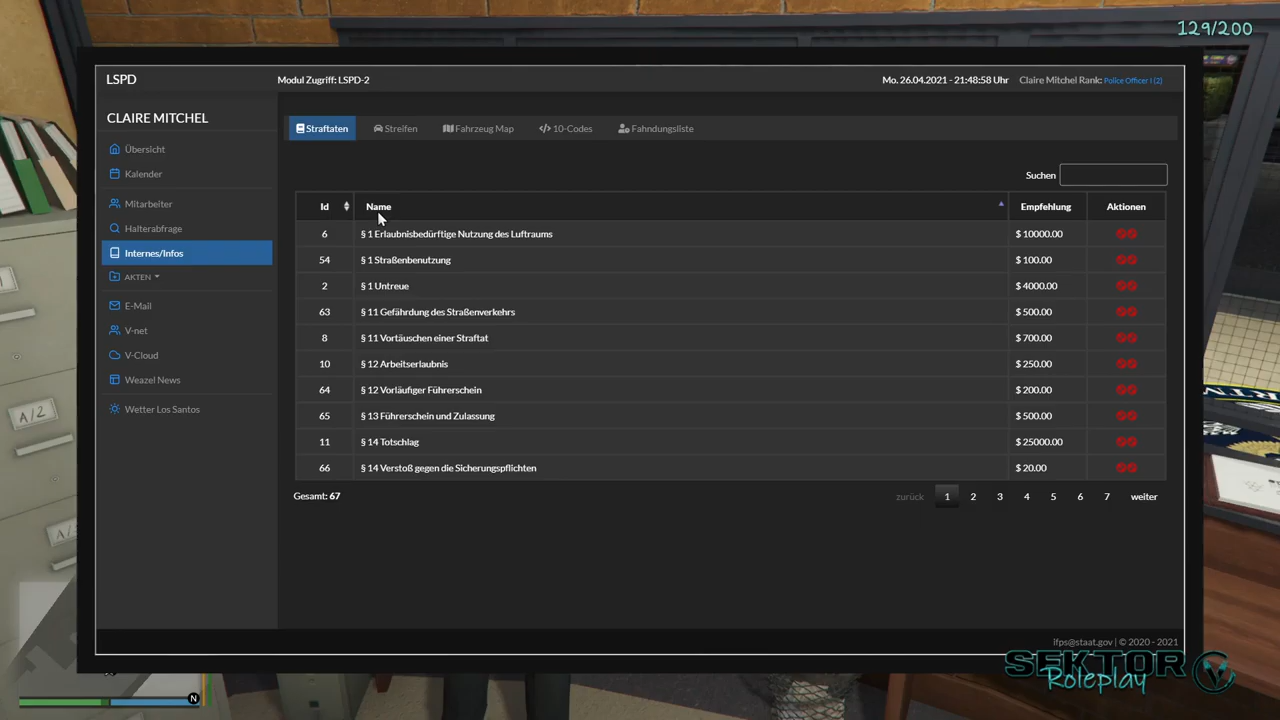 129/200
LSPD
Modul Zugriff: LSPD-2
Mo. 26.04.2021 - 21:48:58 Uhr
Claire Mitchel Rank: Police Officer I (2)
CLAIRE MITCHEL
Übersicht
Kalender
Mitarbeiter
Halterabfrage
Internes/Infos
AKTEN
E-Mail
V-net
V-Cloud
Weazel News
Wetter Los Santos
Straftaten
Streifen
Fahrzeug Map
10-Codes
Fahndungsliste
Suchen
Id Name Empfehlung Aktionen
6 § 1 Erlaubnisbedürftige Nutzung des Luftraums $ 10000.00
54 § 1 Straßenbenutzung $ 100.00
2 § 1 Untreue $ 4000.00
63 § 11 Gefährdung des Straßenverkehrs $ 500.00
8 § 11 Vortäuschen einer Straftat $ 700.00
10 § 12 Arbeitserlaubnis $ 250.00
64 § 12 Vorläufiger Führerschein $ 200.00
65 § 13 Führerschein und Zulassung $ 500.00
11 § 14 Totschlag $ 25000.00
66 § 14 Verstoß gegen die Sicherungspflichten $ 20.00
Gesamt: 67
zurück 1 2 3 4 5 6 7 weiter
ifps@staat.gov | © 2020 - 2021
SEKTOR
Roleplay
A/2
N